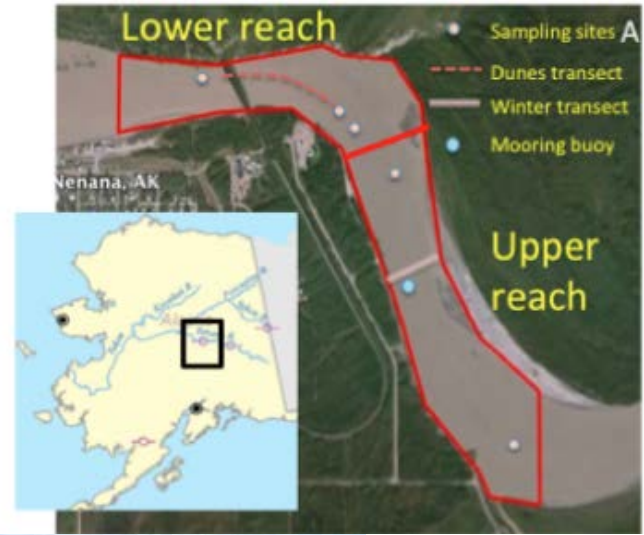 Lower reach
A
Sampling sites
Dunes transect
Winter transect
Mooring buoy
Nenana, AK
Upper
reach